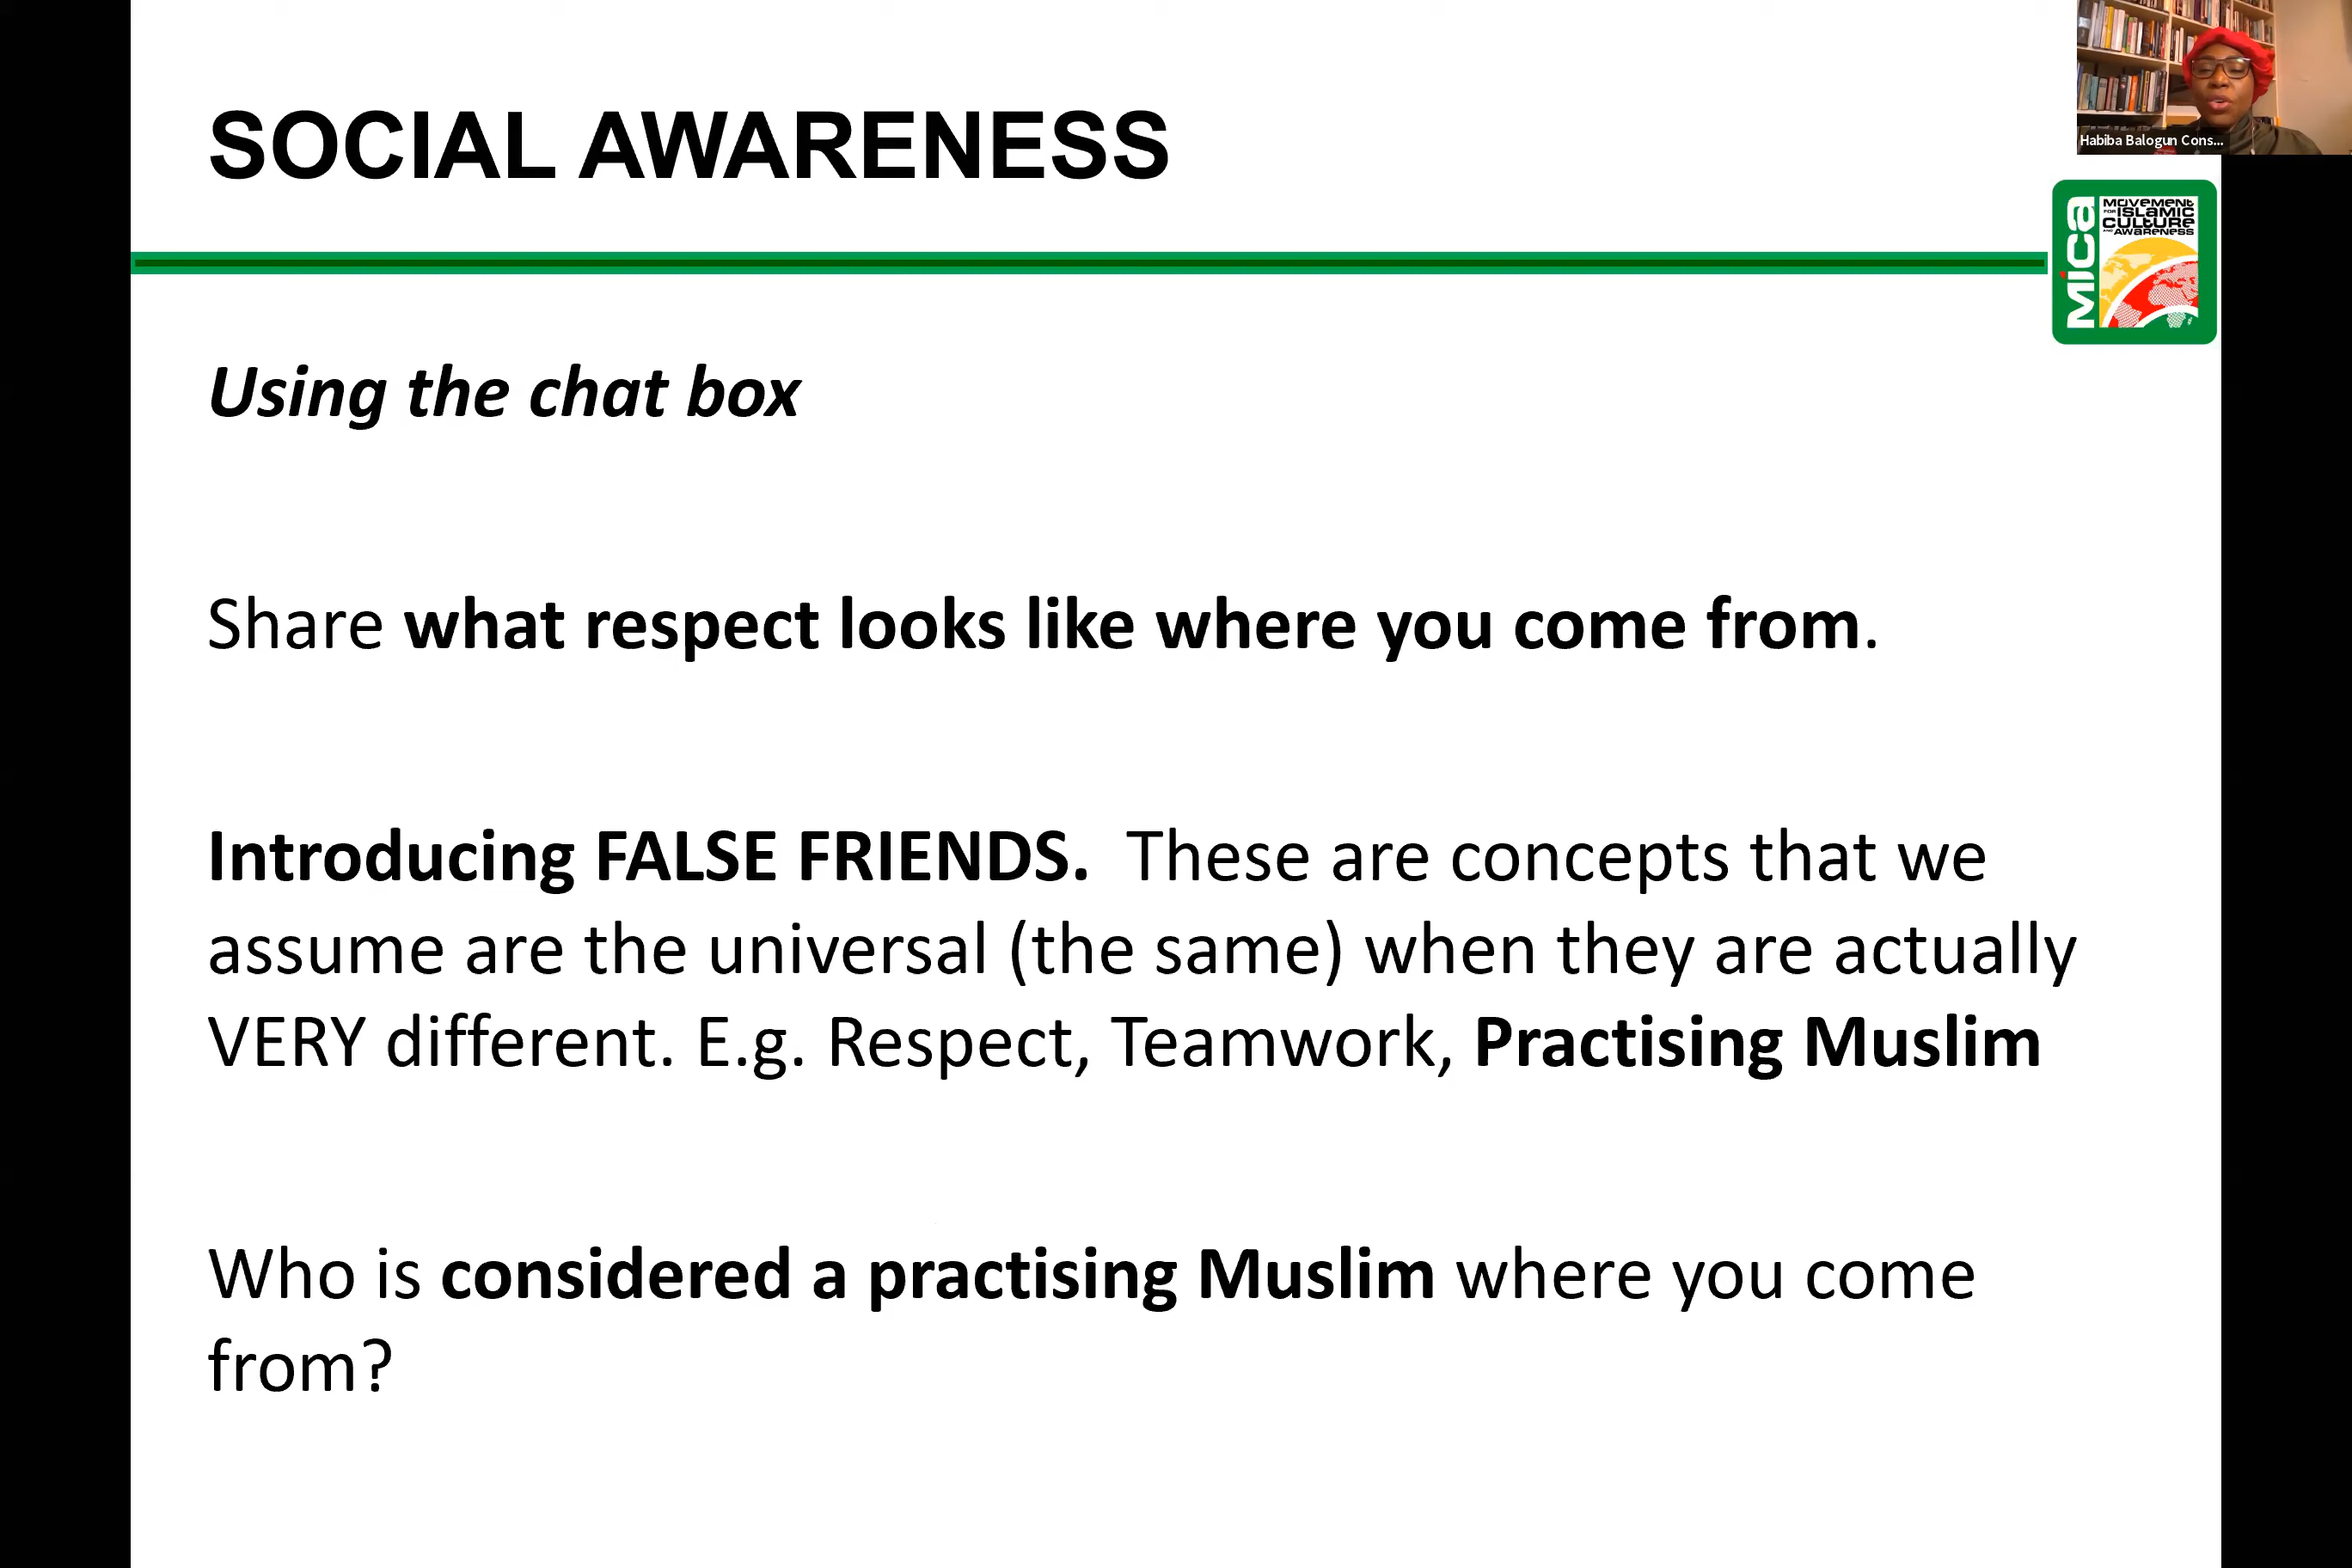 SOCIAL AWARENESS
Habiba Balogun Cons...
mica
MOVEMENT
FOR ISLAMIC
CULTURE
AND AWARENESS
Using the chat box
Share what respect looks like where you come from.
Introducing FALSE FRIENDS. These are concepts that we
assume are the universal (the same) when they are actually
VERY different. E.g. Respect, Teamwork, Practising Muslim
Who is considered a practising Muslim where you come
from?